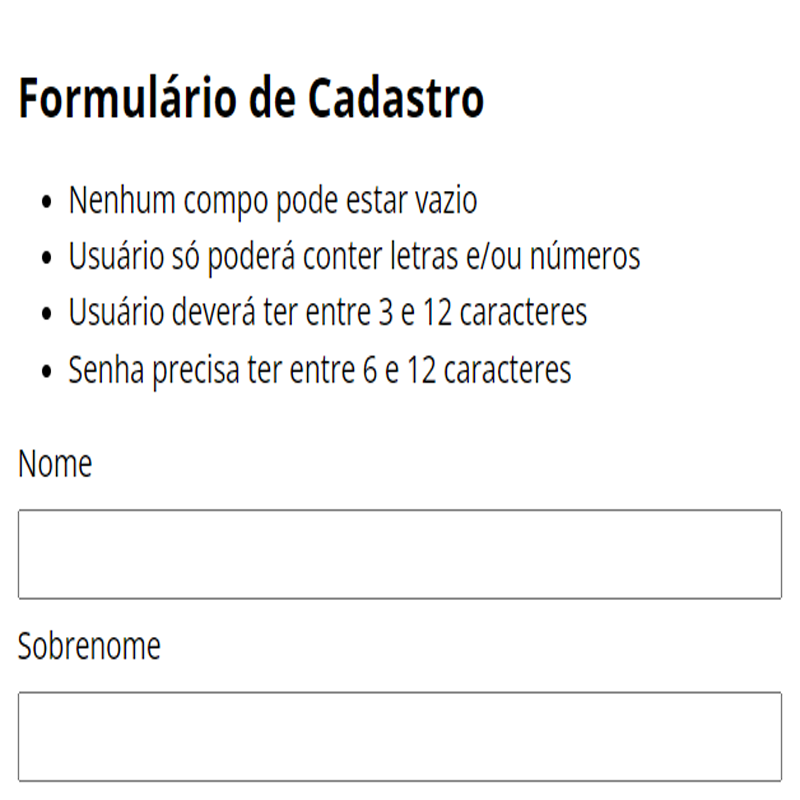 Formulário de Cadastro
Nenhum compo pode estar vazio
Usuário só poderá conter letras e/ou números
Usuário deverá ter entre 3 e 12 caracteres
Senha precisa ter entre 6 e 12 caracteres
Nome
Sobrenome